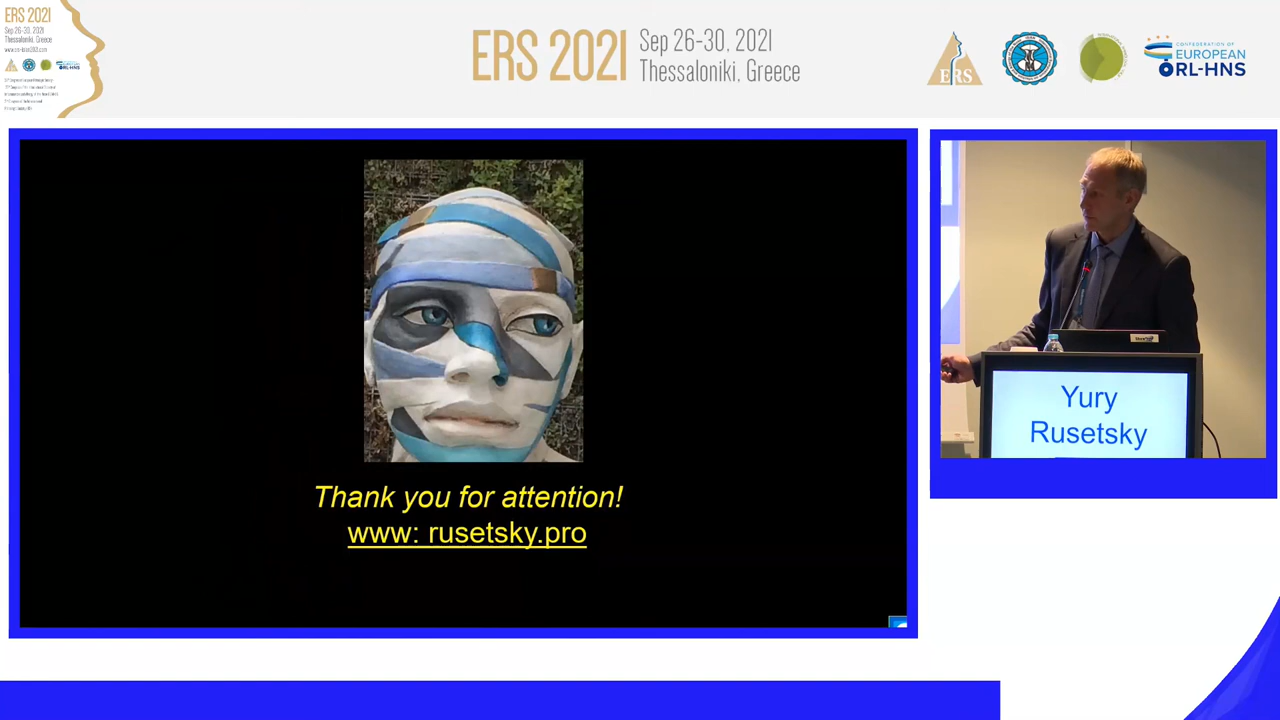 ERS 2021
Sep 26-30, 2021
Thessaloniki, Greece
ERS 2021
Sep 26-30, 2021
Thessaloniki, Greece
ERS
CONFEDERATION OF
EUROPEAN
ORL-HNS
Thank you for attention!
www: rusetsky.pro
Yury
Rusetsky